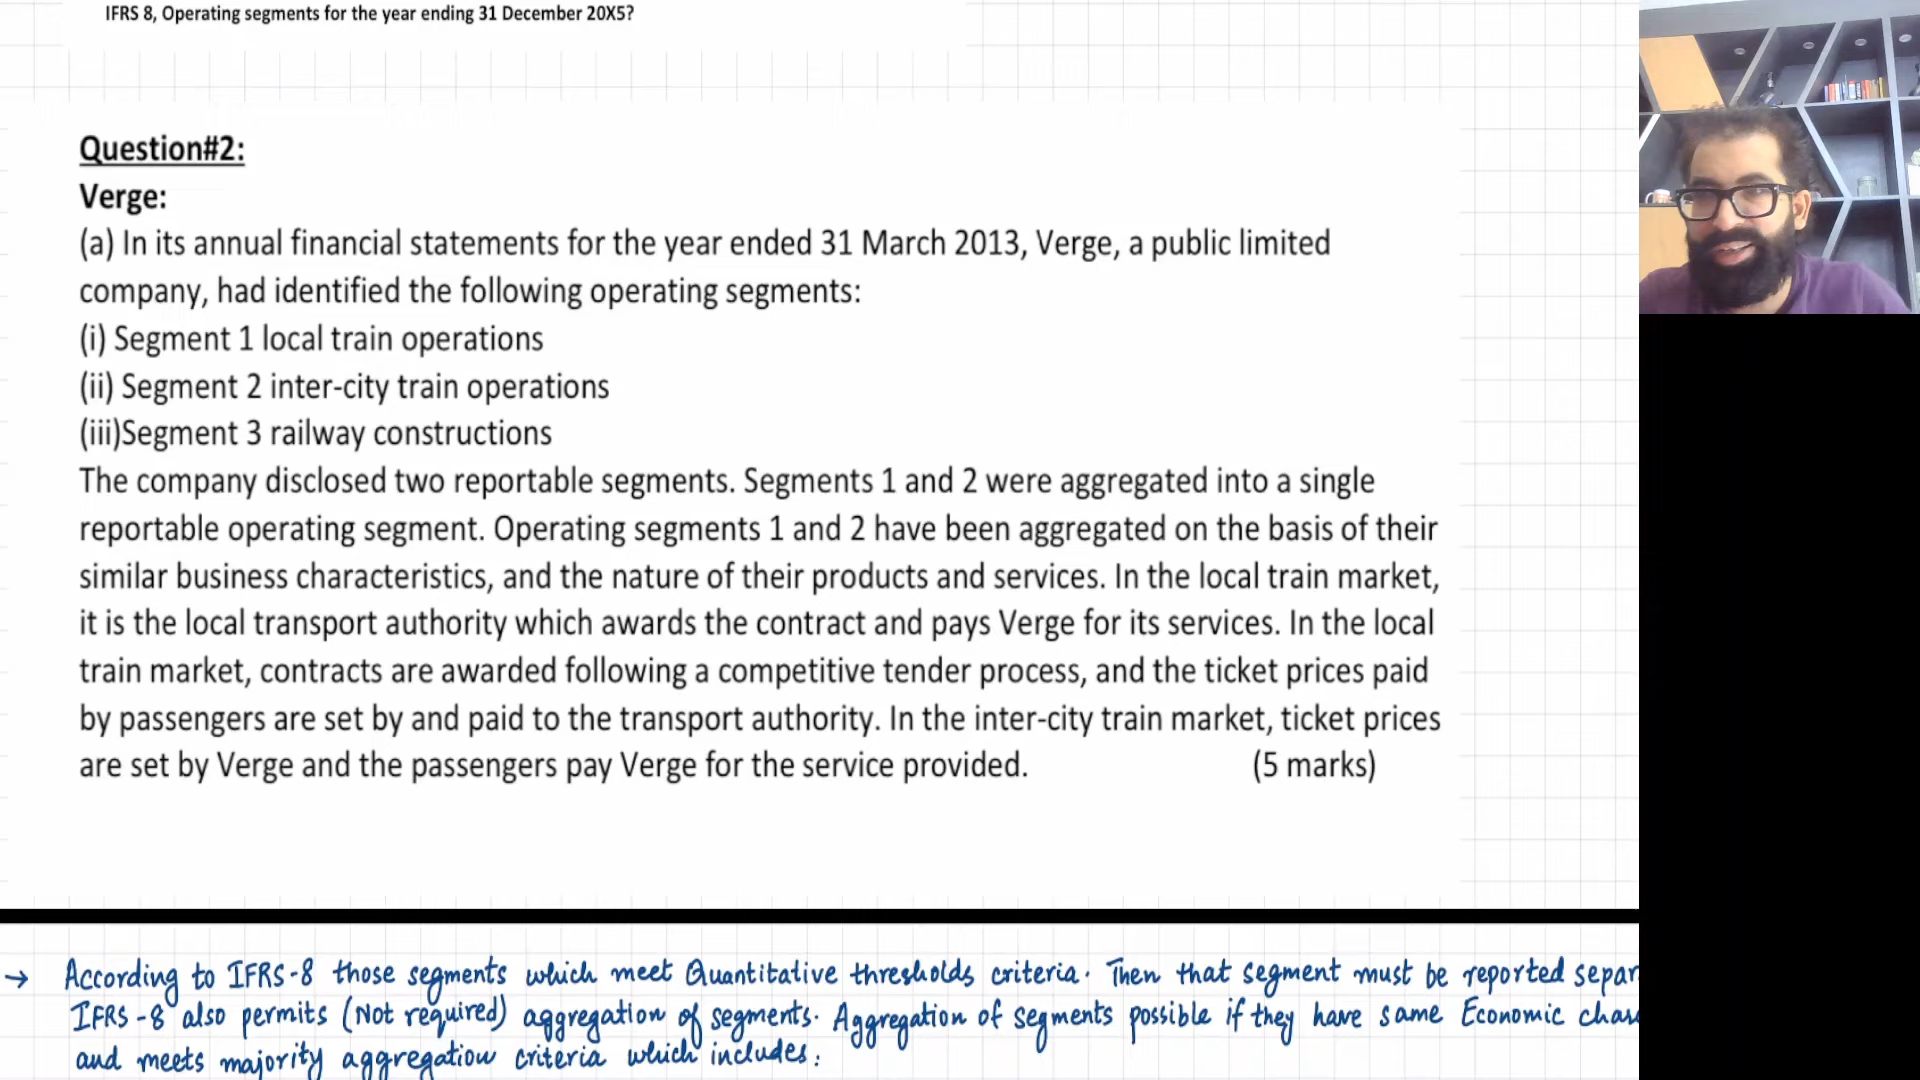 IFRS 8, Operating segments for the year ending 31 December 20X5?
Question#2:
Verge:
(a) In its annual financial statements for the year ended 31 March 2013, Verge, a public limited
company, had identified the following operating segments:
(i) Segment 1 local train operations
(ii) Segment 2 inter-city train operations
(iii)Segment 3 railway constructions
The company disclosed two reportable segments. Segments 1 and 2 were aggregated into a single
reportable operating segment. Operating segments 1 and 2 have been aggregated on the basis of their
similar business characteristics, and the nature of their products and services. In the local train market,
it is the local transport authority which awards the contract and pays Verge for its services. In the local
train market, contracts are awarded following a competitive tender process, and the ticket prices paid
by passengers are set by and paid to the transport authority. In the inter-city train market, ticket prices
are set by Verge and the passengers pay Verge for the service provided. (5 marks)
→ According to IFRS-8 those segments which meet Quantitative thresholds criteria. Then that segment must be reported separ
IFRS-8 also permits (Not required) aggregation of segments. Aggregation of segments possible if they have same Economic char
and meets majority aggregation criteria which includes: